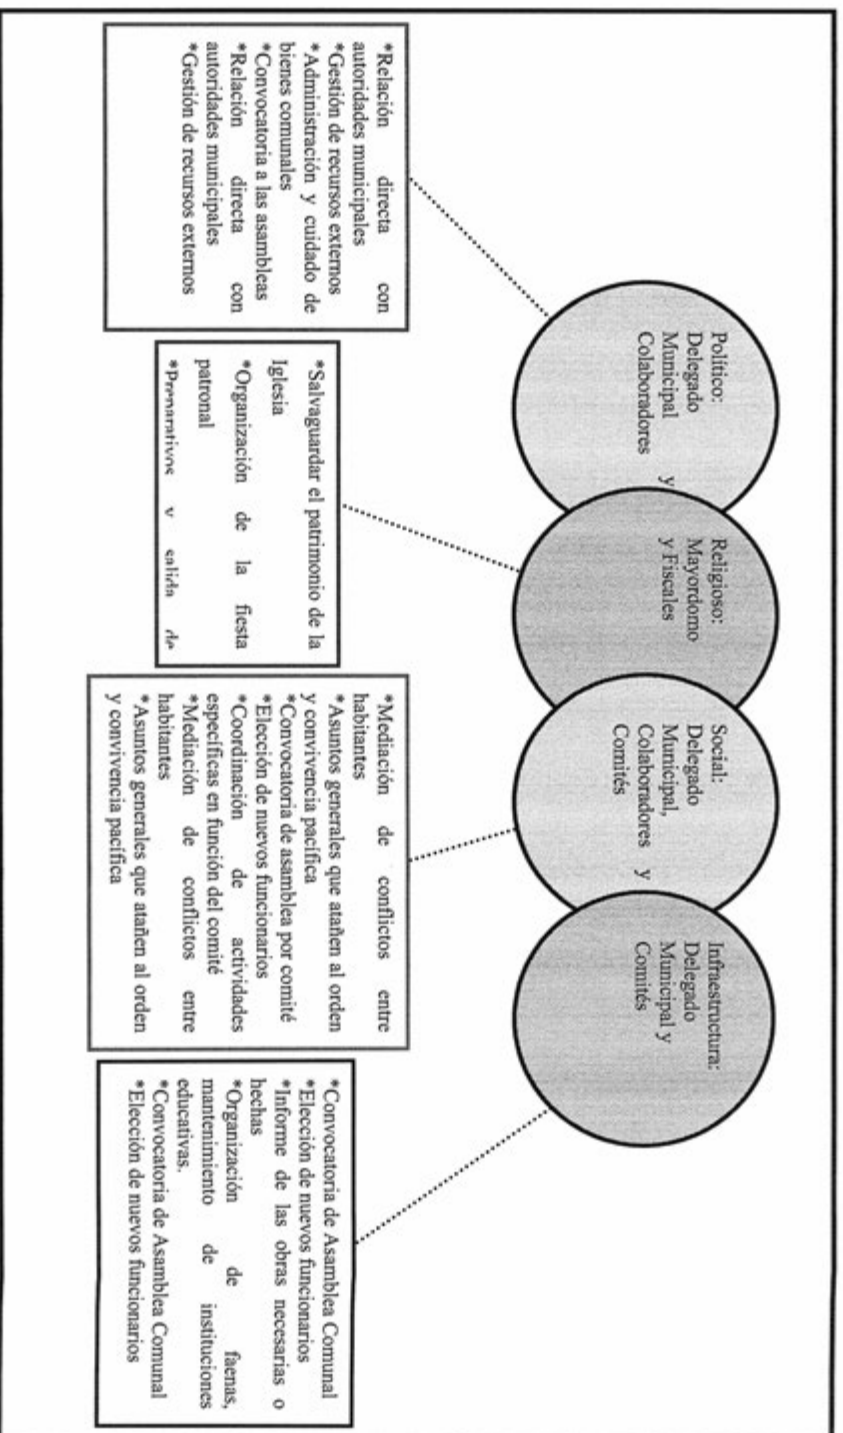 Político:
Delegado
Municipal y
Colaboradores
Religioso:
Mayordomo
y Fiscales
Social:
Delegado
Municipal,
Colaboradores y
Comités
Infraestructura:
Delegado
Municipal y
Comités
*Relación directa con
autoridades municipales
*Gestión de recursos externos
*Administración y cuidado de
bienes comunales
*Convocatoria a las asambleas
*Relación directa con
autoridades municipales
*Gestión de recursos externos
*Salvaguardar el patrimonio de la
Iglesia
*Organización de la fiesta
patronal
*Preparativos y salida de
*Mediación de conflictos entre
habitantes
*Asuntos generales que atañen al orden
y convivencia pacífica
*Convocatoria de asamblea por comité
*Elección de nuevos funcionarios
*Coordinación de actividades
específicas en función del comité
*Mediación de conflictos entre
habitantes
*Asuntos generales que atañen al orden
y convivencia pacífica
*Convocatoria de Asamblea Comunal
*Elección de nuevos funcionarios
*Informe de las obras necesarias o
hechas
*Organización de faenas,
mantenimiento de instituciones
educativas.
*Convocatoria de Asamblea Comunal
*Elección de nuevos funcionarios